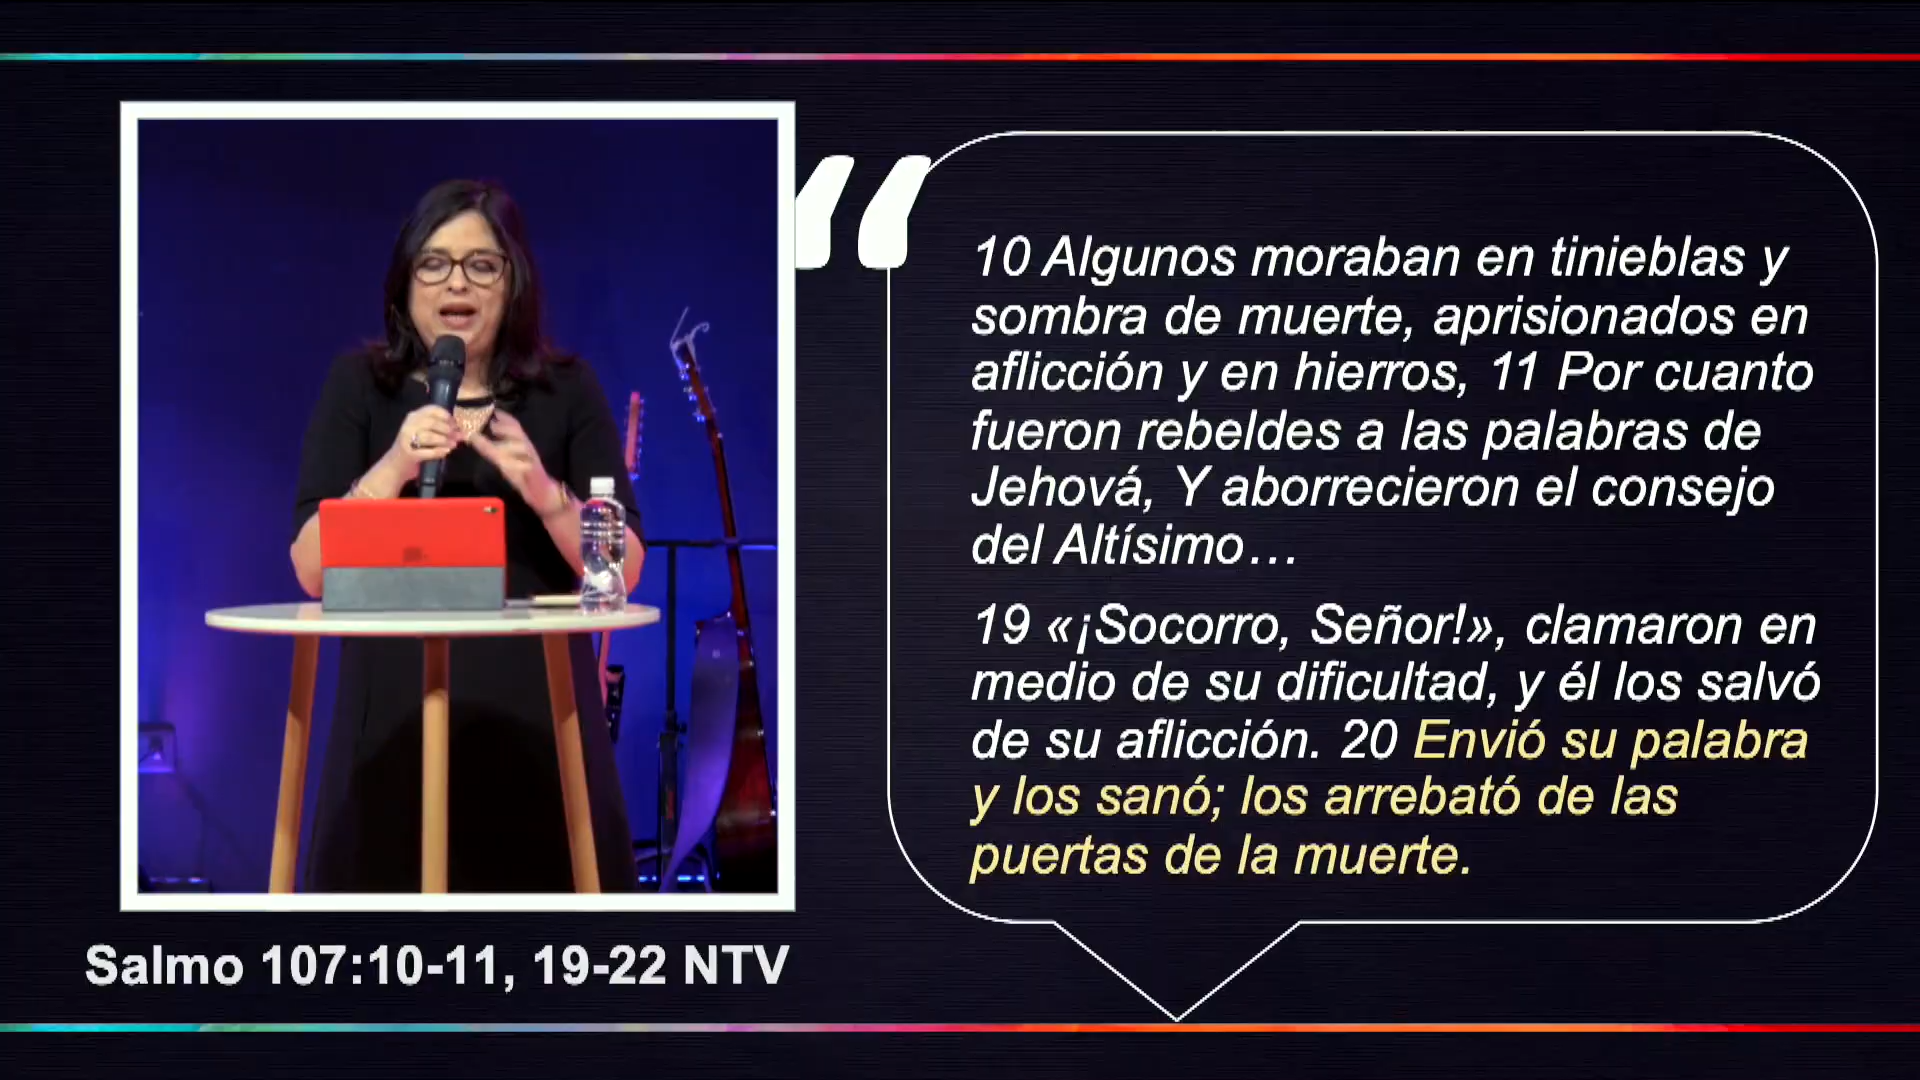 “
10 Algunos moraban en tinieblas y
sombra de muerte, aprisionados en
aflicción y en hierros, 11 Por cuanto
fueron rebeldes a las palabras de
Jehová, Y aborrecieron el consejo
del Altísimo…
19 «¡Socorro, Señor!», clamaron en
medio de su dificultad, y él los salvó
de su aflicción. 20 Envió su palabra
y los sanó; los arrebató de las
puertas de la muerte.
Salmo 107:10-11, 19-22 NTV